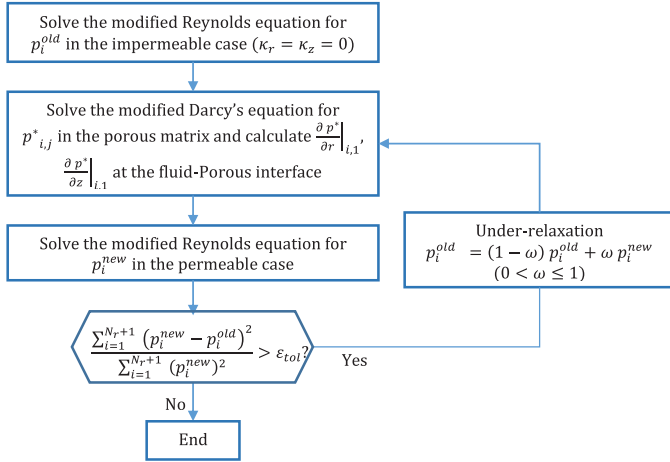 Solve the modified Reynolds equation for
p_i^{old} in the impermeable case (κ_r = κ_z = 0)
Solve the modified Darcy's equation for
p^*_{i,j} in the porous matrix and calculate \frac{∂ p^*}{∂r}|_{i,1},
\frac{∂ p^*}{∂z}|_{i,1} at the fluid-Porous interface
Solve the modified Reynolds equation for
p_i^{new} in the permeable case
\frac{∑_{i=1}^{N_r+1} (p_i^{new} − p_i^{old})^2}{∑_{i=1}^{N_r+1} (p_i^{new})^2} > ε_{tol}?
Yes
Under-relaxation
p_i^{old} = (1 − ω) p_i^{old} + ω p_i^{new}
(0 < ω ≤ 1)
No
End